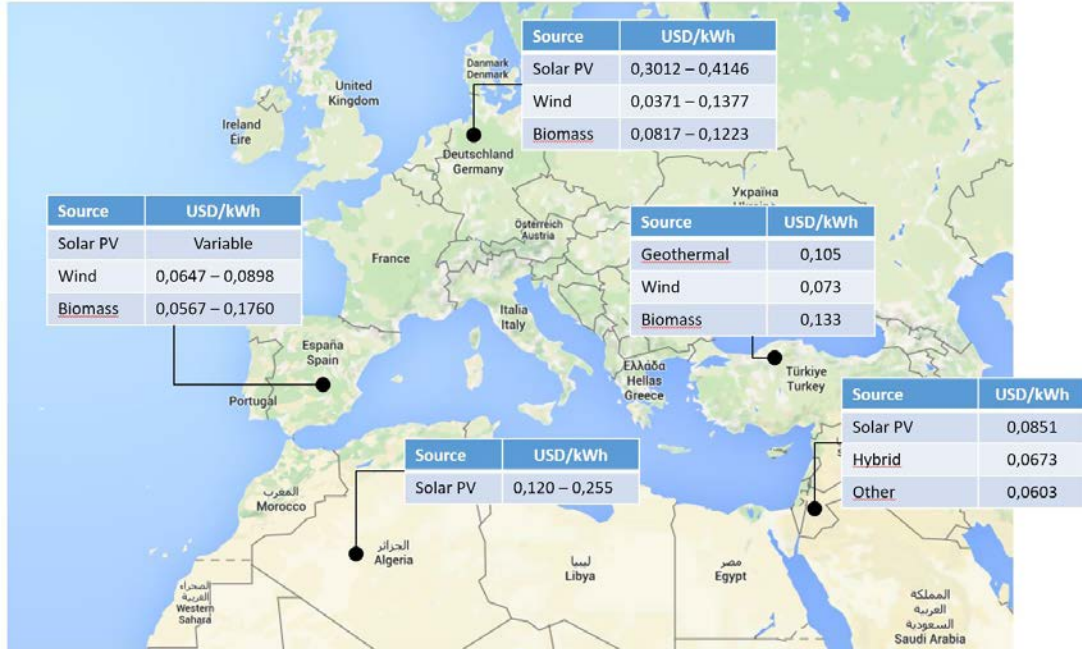 Source USD/kWh
Solar PV 0,3012 – 0,4146
Wind 0,0371 – 0,1377
Biomass 0,0817 – 0,1223
Danmark
Denmark
United
Kingdom
Ireland
Éire
Deutschland
Germany
Україна
Source USD/kWh
Solar PV Variable
Wind 0,0647 – 0,0898
Biomass 0,0567 – 0,1760
Österreich
Austria
France
Source USD/kWh
Geothermal 0,105
Wind 0,073
Biomass 0,133
Italia
Italy
España
Spain
Portugal
Ελλάδα
Hellas
Greece
Türkiye
Turkey
Source USD/kWh
Solar PV 0,0851
Hybrid 0,0673
Other 0,0603
Source USD/kWh
Solar PV 0,120 – 0,255
المغرب
Morocco
الجزائر
Algeria
ليبيا
Libya
مصر
Egypt
الصحراء
الغربية
Western
Sahara
المملكة
العربية
السعودية
Saudi Arabia